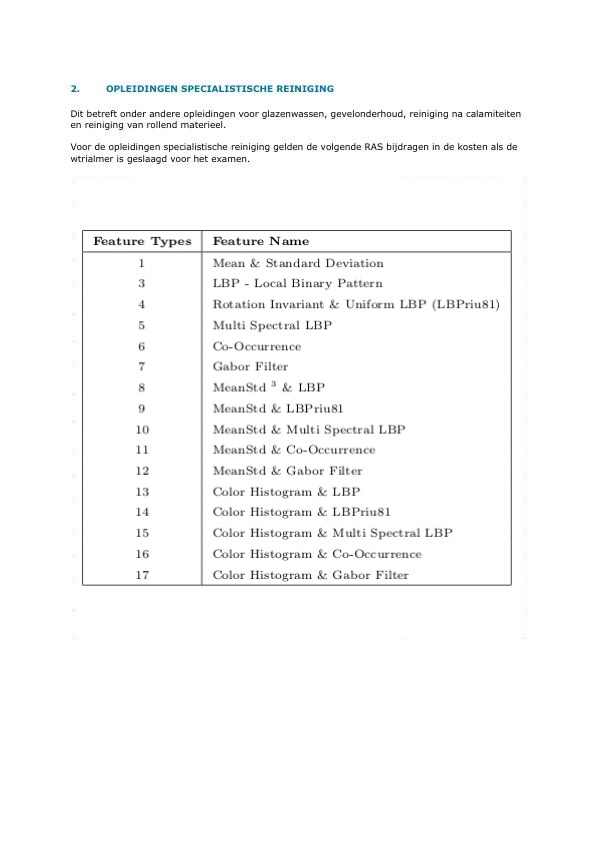 2. OPLEIDINGEN SPECIALISTISCHE REINIGING
Dit betreft onder andere opleidingen voor glazenwassen, gevelonderhoud, reiniging na calamiteiten
en reiniging van rollend materieel.
Voor de opleidingen specialistische reiniging gelden de volgende RAS bijdragen in de kosten als de
wtrialmer is geslaagd voor het examen.
Feature Types Feature Name
1 Mean & Standard Deviation
3 LBP - Local Binary Pattern
4 Rotation Invariant & Uniform LBP (LBPriu81)
5 Multi Spectral LBP
6 Co-Occurrence
7 Gabor Filter
8 MeanStd ³ & LBP
9 MeanStd & LBPriu81
10 MeanStd & Multi Spectral LBP
11 MeanStd & Co-Occurrence
12 MeanStd & Gabor Filter
13 Color Histogram & LBP
14 Color Histogram & LBPriu81
15 Color Histogram & Multi Spectral LBP
16 Color Histogram & Co-Occurrence
17 Color Histogram & Gabor Filter